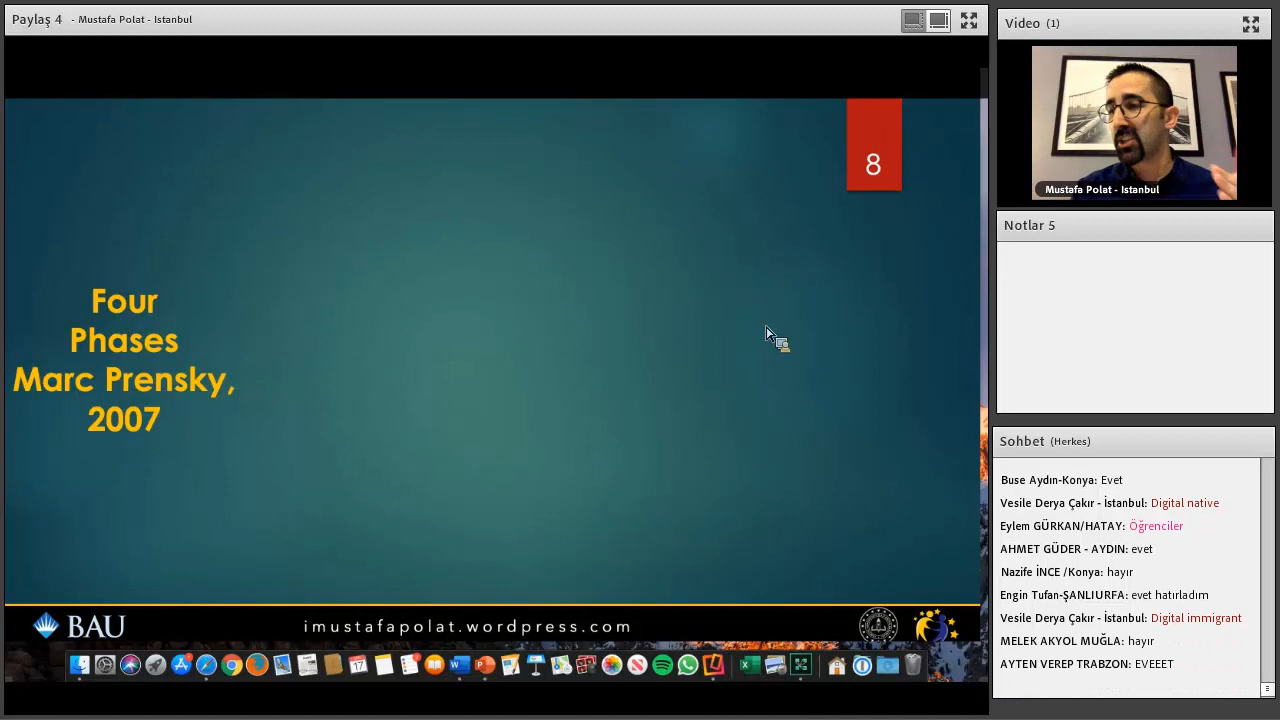 Paylaş 4 - Mustafa Polat - Istanbul
8
Four
Phases
Marc Prensky,
2007
BAU
imustafapolat.wordpress.com
17
Video (1)
Mustafa Polat - Istanbul
Notlar 5
Sohbet (Herkes)
Buse Aydın-Konya: Evet
Vesile Derya Çakır - İstanbul: Digital native
Eylem GÜRKAN/HATAY: Öğrenciler
AHMET GÜDER - AYDIN: evet
Nazife İNCE /Konya: hayır
Engin Tufan-ŞANLIURFA: evet hatırladım
Vesile Derya Çakır - İstanbul: Digital immigrant
MELEK AKYOL MUĞLA: hayır
AYTEN VEREP TRABZON: EVEEET